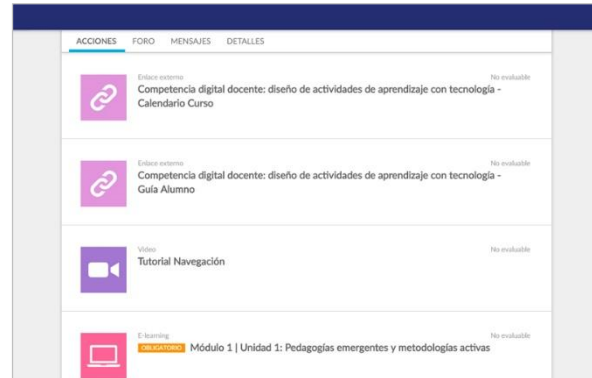 ACCIONES FORO MENSAJES DETALLES
Enlace externo No evaluable
Competencia digital docente: diseño de actividades de aprendizaje con tecnología -
Calendario Curso
Enlace externo No evaluable
Competencia digital docente: diseño de actividades de aprendizaje con tecnología -
Guía Alumno
Vídeo No evaluable
Tutorial Navegación
E-learning No evaluable
OBLIGATORIO Módulo 1 | Unidad 1: Pedagogías emergentes y metodologías activas